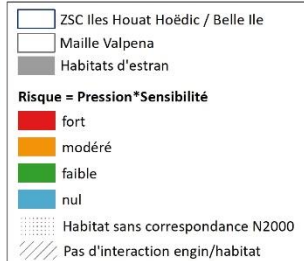 ZSC Iles Houat Hoëdic / Belle Ile
Maille Valpena
Habitats d'estran
Risque = Pression*Sensibilité
fort
modéré
faible
nul
Habitat sans correspondance N2000
Pas d'interaction engin/habitat